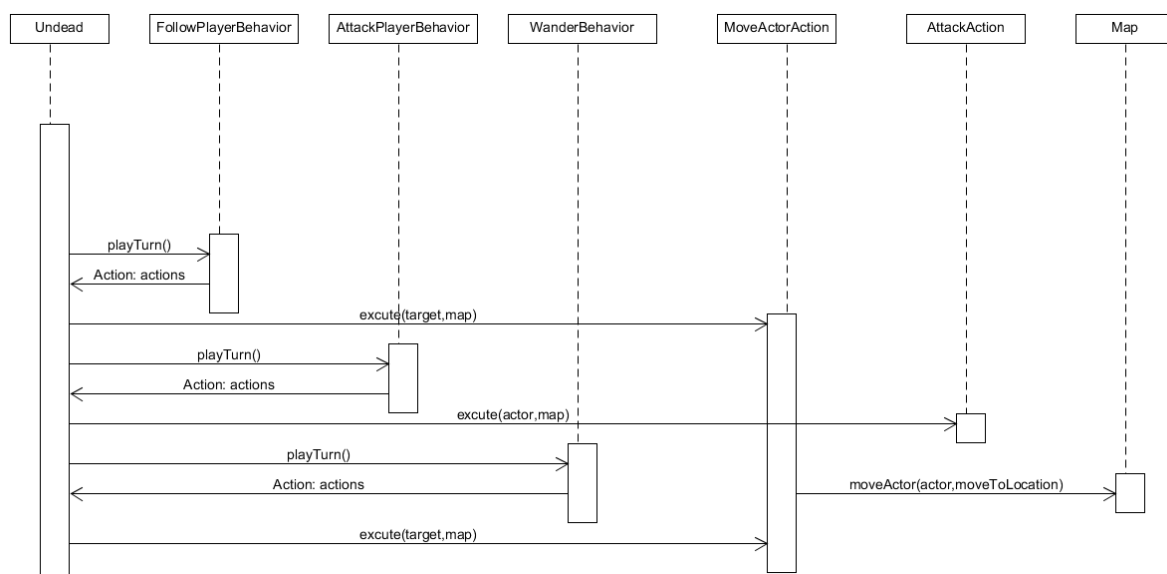 Undead
FollowPlayerBehavior
AttackPlayerBehavior
WanderBehavior
MoveActorAction
AttackAction
Map
playTurn()
Action: actions
excute(target,map)
playTurn()
Action: actions
excute(actor,map)
playTurn()
Action: actions
moveActor(actor,moveToLocation)
excute(target,map)